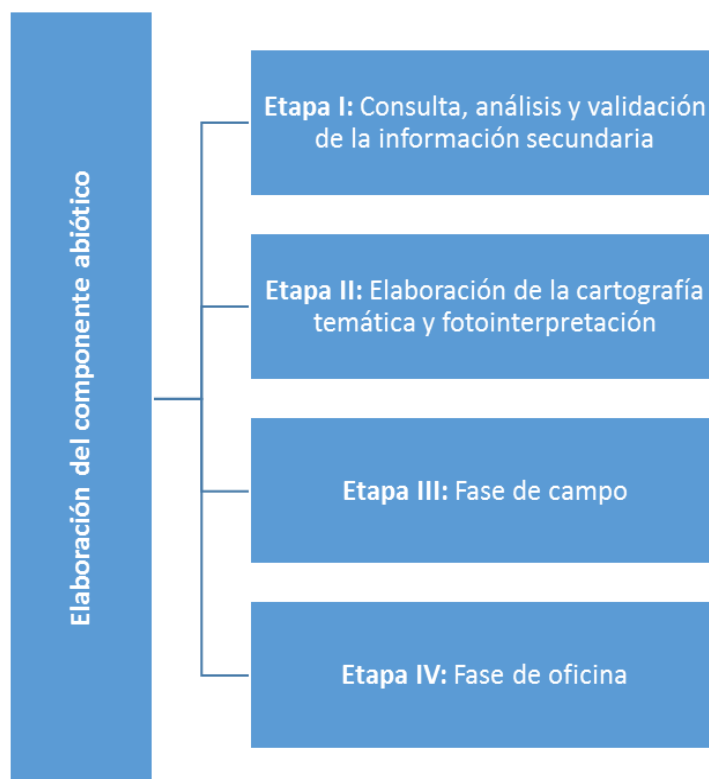 Elaboración del componente abiótico
Etapa I: Consulta, análisis y validación
de la información secundaria
Etapa II: Elaboración de la cartografía
temática y fotointerpretación
Etapa III: Fase de campo
Etapa IV: Fase de oficina